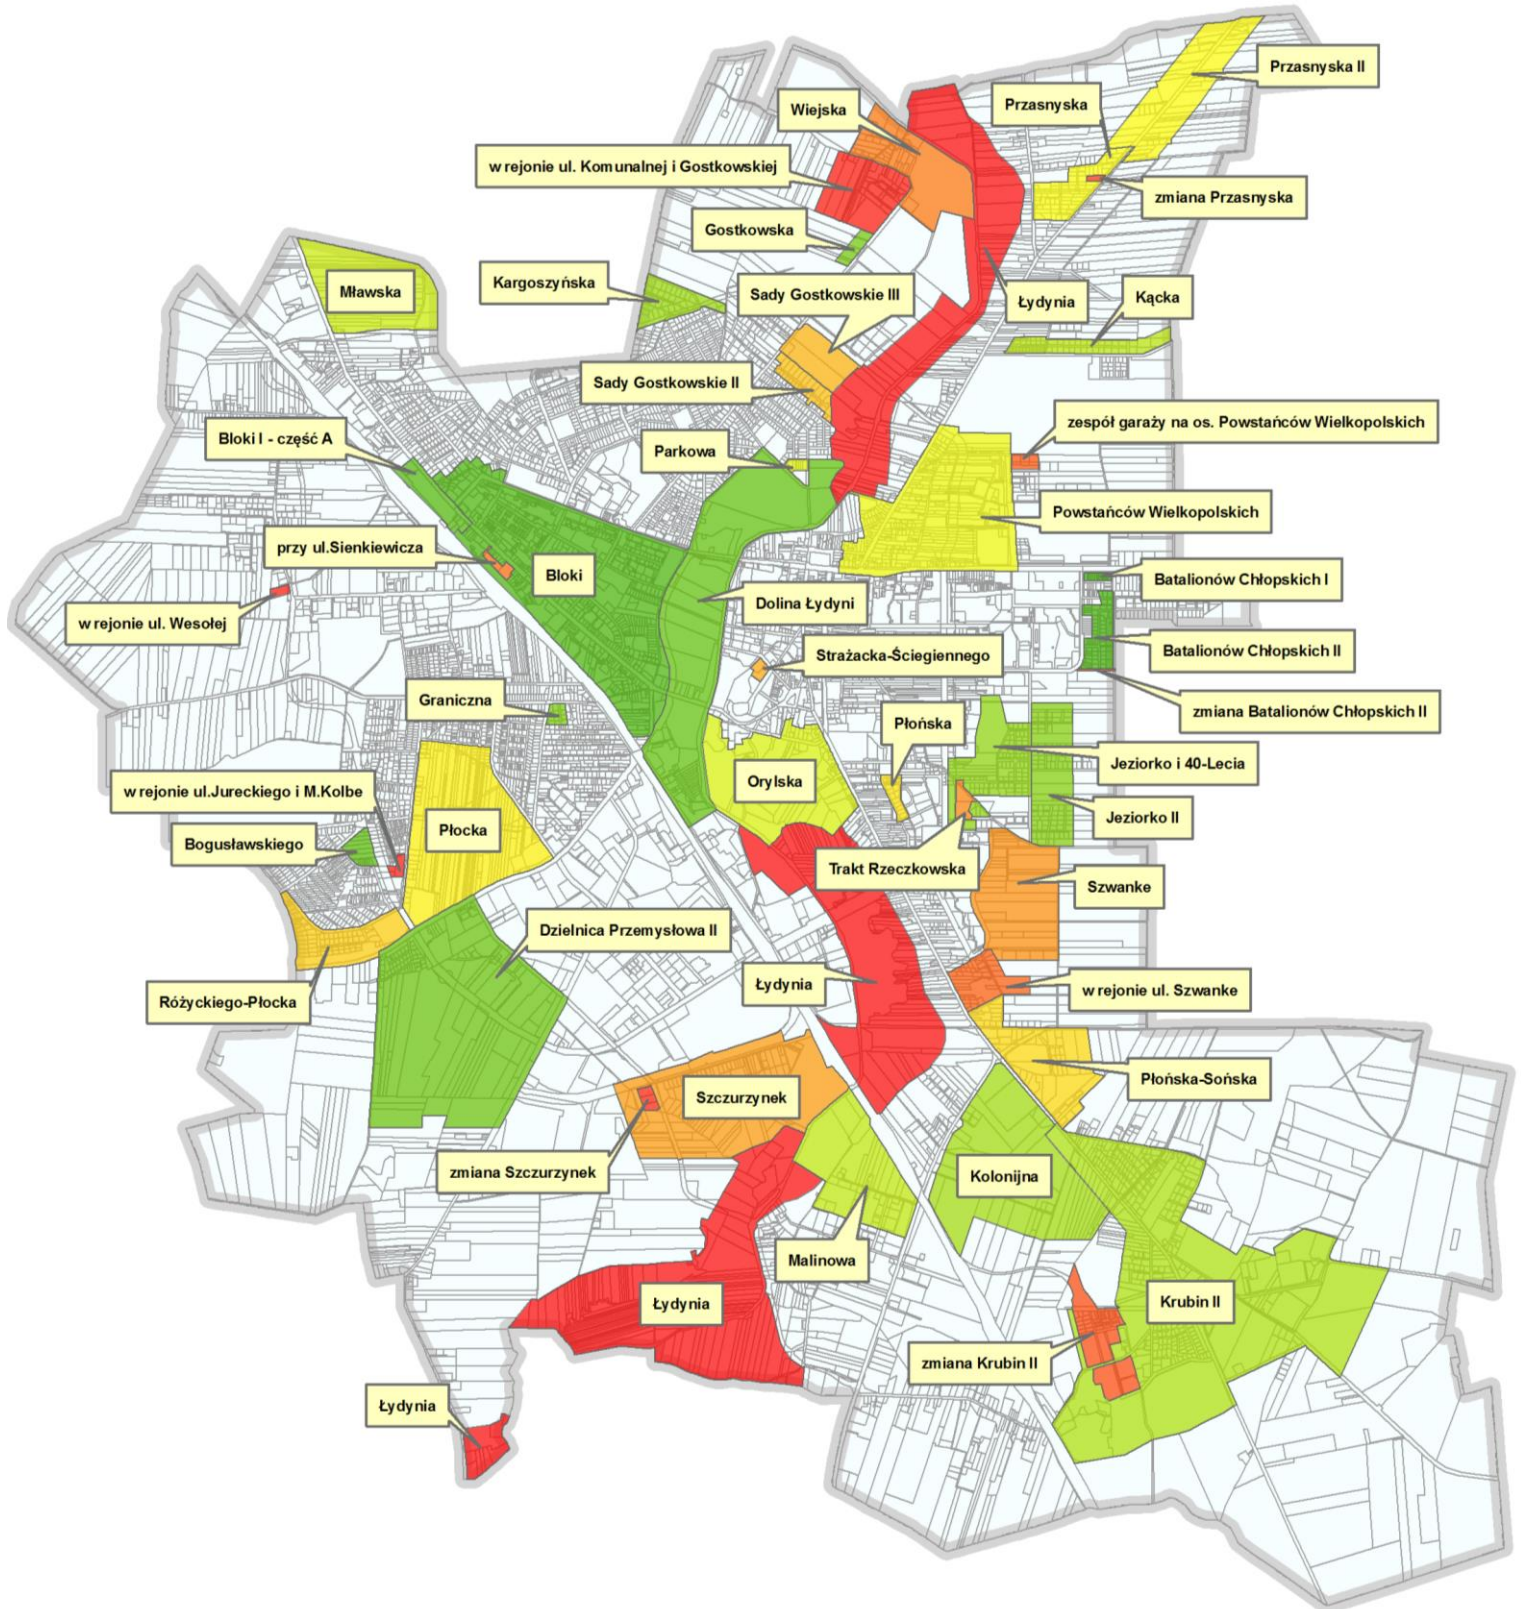 Przasnyska II
Wiejska
Przasnyska
w rejonie ul. Komunalnej i Gostkowskiej
zmiana Przasnyska
Gostkowska
Kargoszyńska
Mławska
Sady Gostkowskie III
Łydynia
Kącka
Sady Gostkowskie II
zespół garaży na os. Powstańców Wielkopolskich
Bloki I - część A
Parkowa
Powstańców Wielkopolskich
przy ul.Sienkiewicza
Bloki
Batalionów Chłopskich I
Dolina Łydyni
w rejonie ul. Wesołej
Strażacka-Ściegiennego
Batalionów Chłopskich II
Graniczna
zmiana Batalionów Chłopskich II
Płońska
Jeziorko i 40-Lecia
Orylska
w rejonie ul.Jureckiego i M.Kolbe
Jeziorko II
Płocka
Bogusławskiego
Trakt Rzeczkowska
Szwanke
Dzielnica Przemysłowa II
Łydynia
w rejonie ul. Szwanke
Różyckiego-Płocka
Płońska-Sońska
Szczurzynek
zmiana Szczurzynek
Kolonijna
Malinowa
Łydynia
Krubin II
zmiana Krubin II
Łydynia